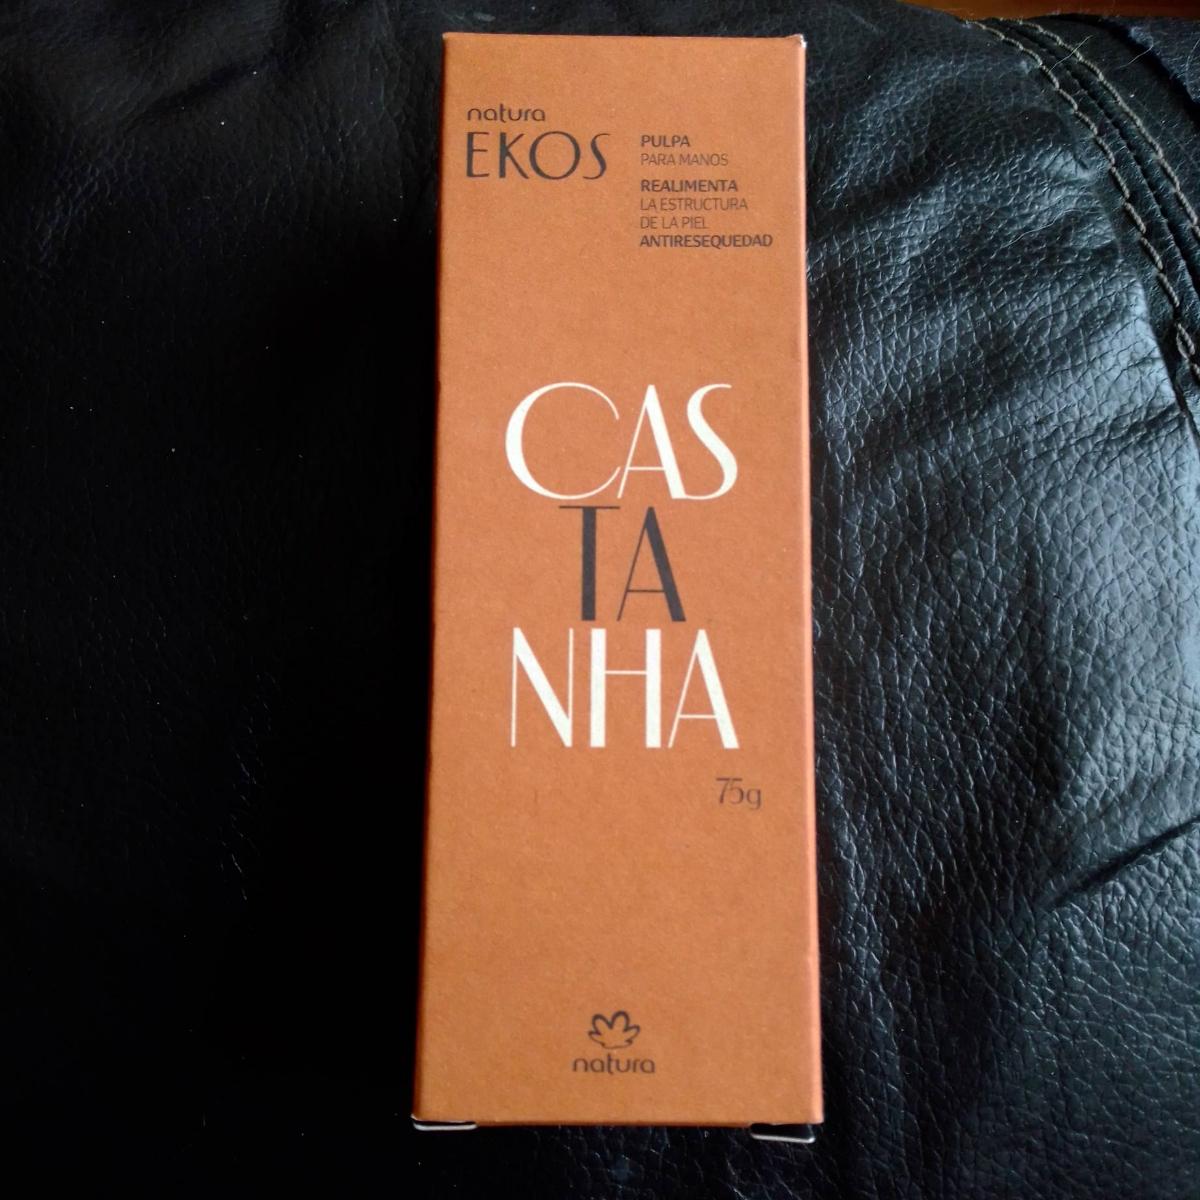 natura
EKOS
PULPA
PARA MANOS
REALIMENTA
LA ESTRUCTURA
DE LA PIEL
ANTIRESEQUEDAD
CAS
TA
NHA
75g
natura